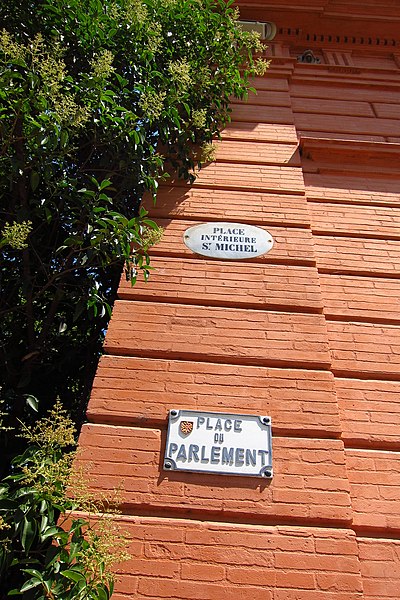 PLACE
INTÉRIEURE
ST MICHEL
PLACE
DU
PARLEMENT